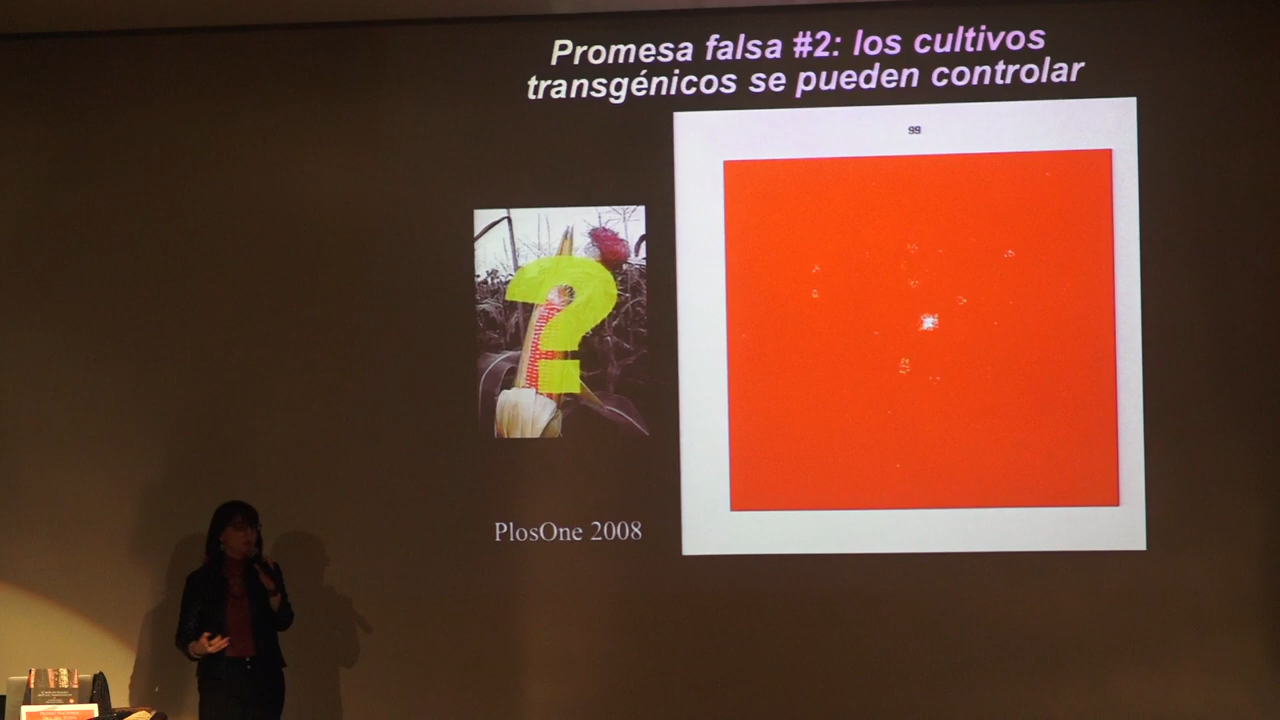 Promesa falsa #2: los cultivos
transgénicos se pueden controlar
99
?
PlosOne 2008